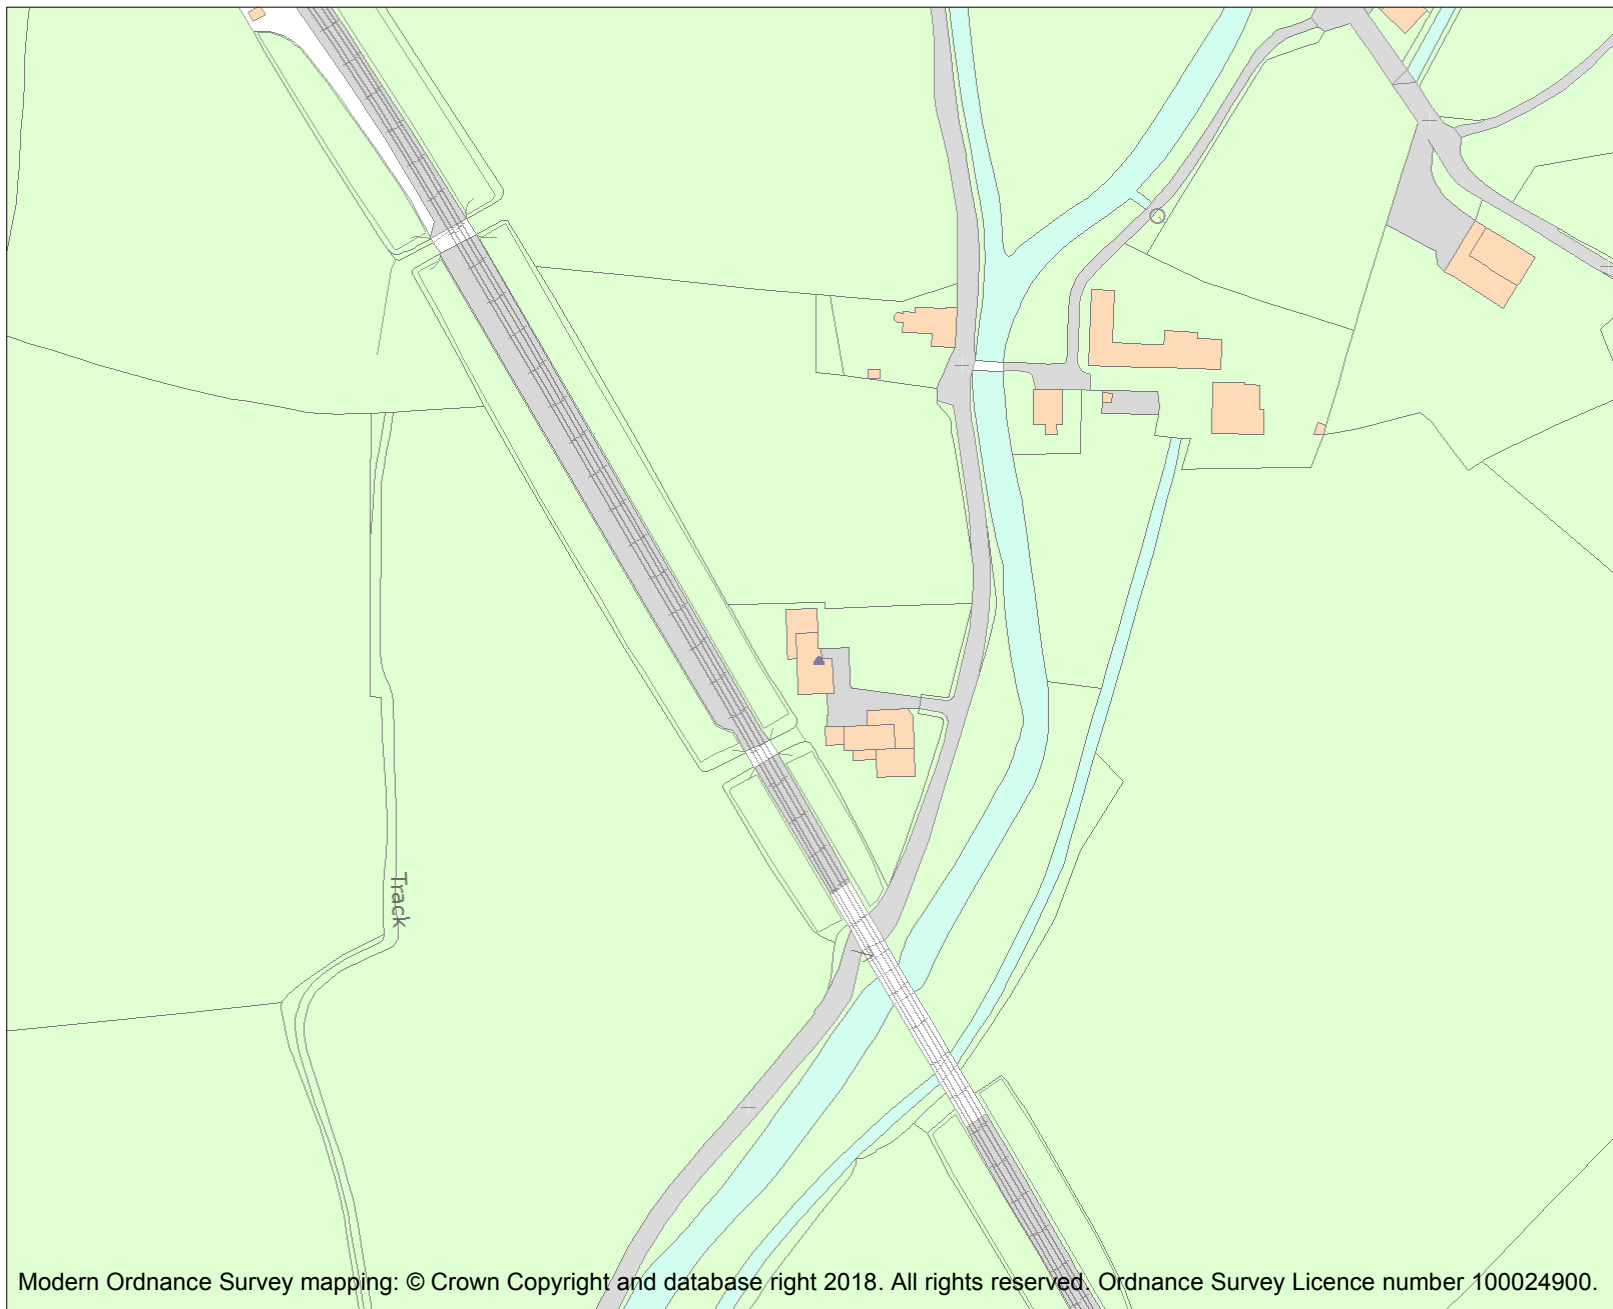 Track
Modern Ordnance Survey mapping: © Crown Copyright and database right 2018. All rights reserved. Ordnance Survey Licence number 100024900.